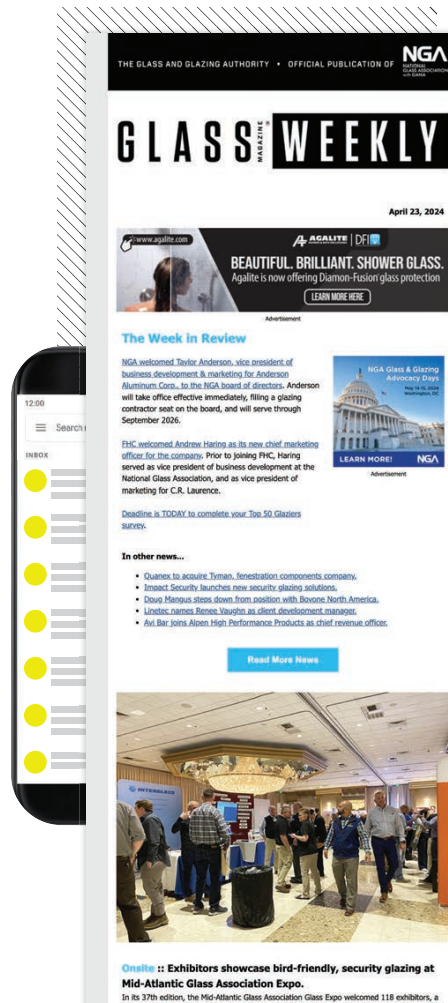 THE GLASS AND GLAZING AUTHORITY • OFFICIAL PUBLICATION OF
NGA
NATIONAL
GLASS ASSOCIATION
with GANA
GLASS MAGAZINE® WEEKLY
April 23, 2024
www.agalite.com
AGALITE | DFI
BEAUTIFUL. BRILLIANT. SHOWER GLASS.
Agalite is now offering Diamon-Fusion glass protection
LEARN MORE HERE
Advertisement
The Week in Review
NGA welcomed Taylor Anderson, vice president of
business development & marketing for Anderson
Aluminum Corp., to the NGA board of directors. Anderson
will take office effective immediately, filling a glazing
contractor seat on the board, and will serve through
September 2026.
NGA Glass & Glazing
Advocacy Days
May 14-15, 2024
Washington, DC
LEARN MORE! NGA
Advertisement
FHC welcomed Andrew Haring as its new chief marketing
officer for the company. Prior to joining FHC, Haring
served as vice president of business development at the
National Glass Association, and as vice president of
marketing for C.R. Laurence.
Deadline is TODAY to complete your Top 50 Glaziers
survey.
In other news...
• Quanex to acquire Tyman, fenestration components company.
• Impact Security launches new security glazing solutions.
• Doug Mangus steps down from position with Bovone North America.
• Linetec names Renee Vaughn as client development manager.
• Avi Bar joins Alpen High Performance Products as chief revenue officer.
Read More News
INTERGLASS
Onsite :: Exhibitors showcase bird-friendly, security glazing at
Mid-Atlantic Glass Association Expo.
In its 37th edition, the Mid-Atlantic Glass Association Glass Expo welcomed 118 exhibitors, a
12:00
Search
INBOX